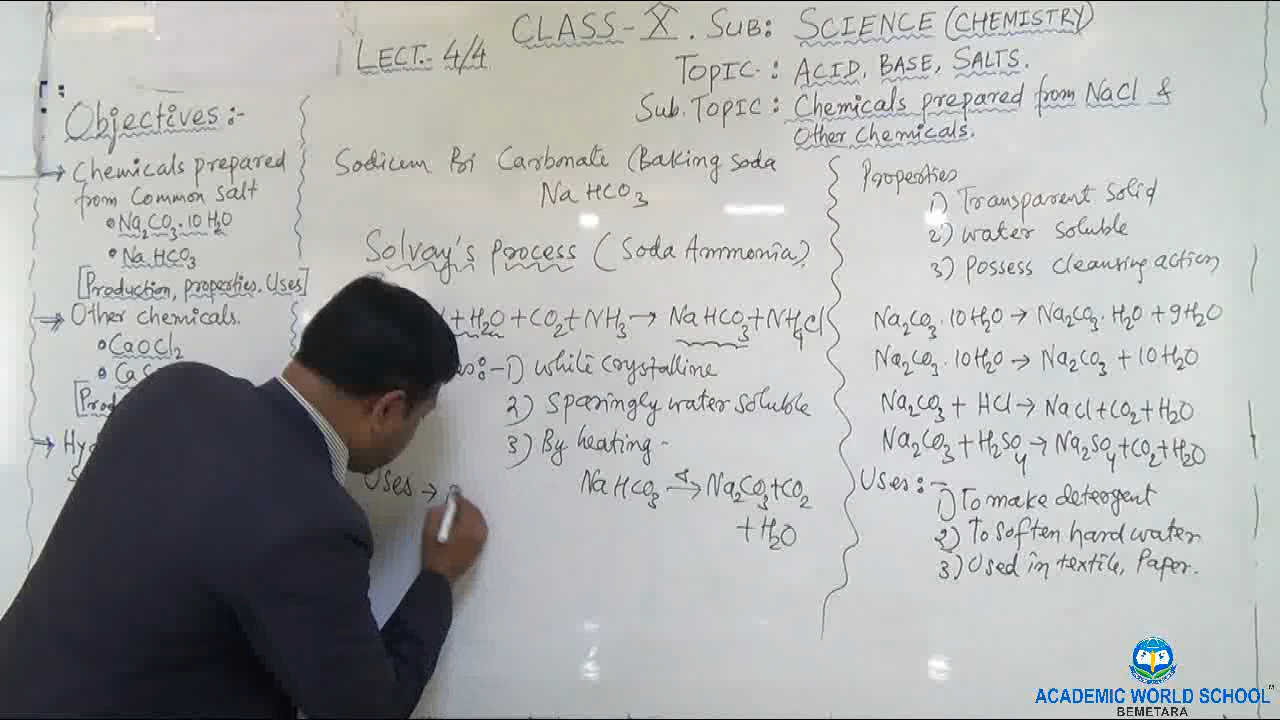 CLASS-X. SUB: SCIENCE (CHEMISTRY)
LECT.- 4/4
TOPIC-: ACID, BASE, SALTS.
SUB.TOPIC: Chemicals prepared from NaCl &
Other chemicals.
Objectives:-
→ Chemicals prepared
from Common salt
• Na2CO3.10H2O
• NaHCO3
[Production, properties. Uses]
⇒ Other chemicals.
• CaOCl2
Sodium Bi Carbonate (Baking soda
NaHCO3
Solvay's Process (Soda Ammonia).
+ H2O + CO2 + NH3 → NaHCO3 + NH4Cl
:- 1) while crystalline
2) Sparingly water soluble
3) By heating -
NaHCO3 →Δ Na2CO3 + CO2
+ H2O
Uses →
Properties
1) Transparent solid
2) water soluble
3) Possess cleansing action
Na2CO3.10H2O → Na2CO3.H2O + 9H2O
Na2CO3.10H2O → Na2CO3 + 10H2O
Na2CO3 + HCl → NaCl + CO2 + H2O
Na2CO3 + H2SO4 → Na2SO4 + CO2 + H2O
Uses:-
1) To make detergent
2) To soften hard water
3) Used in textile, Paper.
ACADEMIC WORLD SCHOOL
BEMETARA